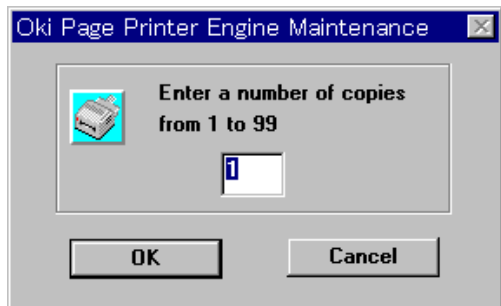 Oki Page Printer Engine Maintenance
Enter a number of copies
from 1 to 99
1
OK
Cancel